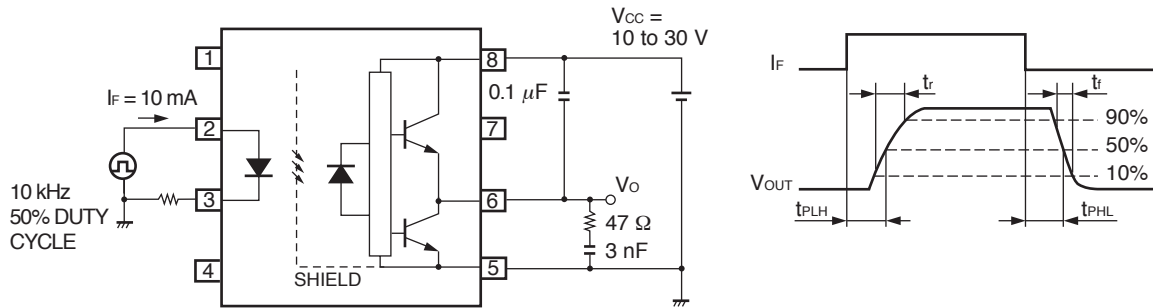 VCC =
10 to 30 V
1
8
0.1 μF
IF = 10 mA
2
7
10 kHz
50% DUTY
CYCLE
3
6
VO
47 Ω
3 nF
4
SHIELD
5
IF
tr
tf
90%
50%
10%
VOUT
tPLH
tPHL